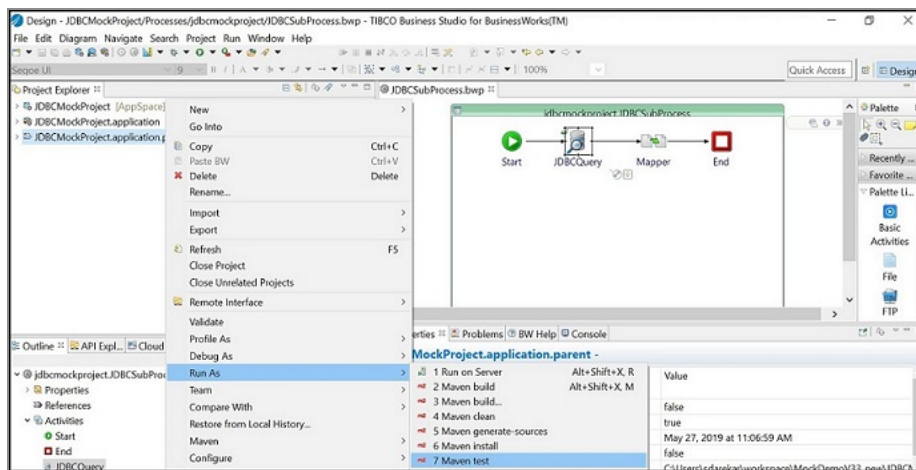 Design - JDBCMockProject/Processes/jdbcmockproject/JDBCSubProcess.bwp - TIBCO Business Studio for BusinessWorks(TM)
File Edit Diagram Navigate Search Project Run Window Help
Segoe UI 9 B I A 100% Quick Access Design
Project Explorer
JDBCSubProcess.bwp
Palette
JDBCMockProject [AppSpace]
JDBCMockProject.application
JDBCMockProject.application.p
New
Go Into
Copy Ctrl+C
Paste BW Ctrl+V
Delete Delete
Rename...
Import
Export
Refresh F5
Close Project
Close Unrelated Projects
Remote Interface
Validate
Profile As
Debug As
Run As
Team
Compare With
Restore from Local History...
Maven
Configure
jdbcmockproject.JDBCSubProcess
Start JDBCQuery Mapper End
Recently ...
Favorite ...
Palette Li...
Basic
Activities
File
FTP
Outline API Expl... Cloud
jdbcmockproject.JDBCSubProc
Properties
References
Activities
Start
End
JDBCQuery
erties Problems BW Help Console
MockProject.application.parent -
1 Run on Server Alt+Shift+X, R
2 Maven build Alt+Shift+X, M
3 Maven build...
4 Maven clean
5 Maven generate-sources
6 Maven install
7 Maven test
Value
false
true
May 27, 2019 at 11:06:59 AM
false